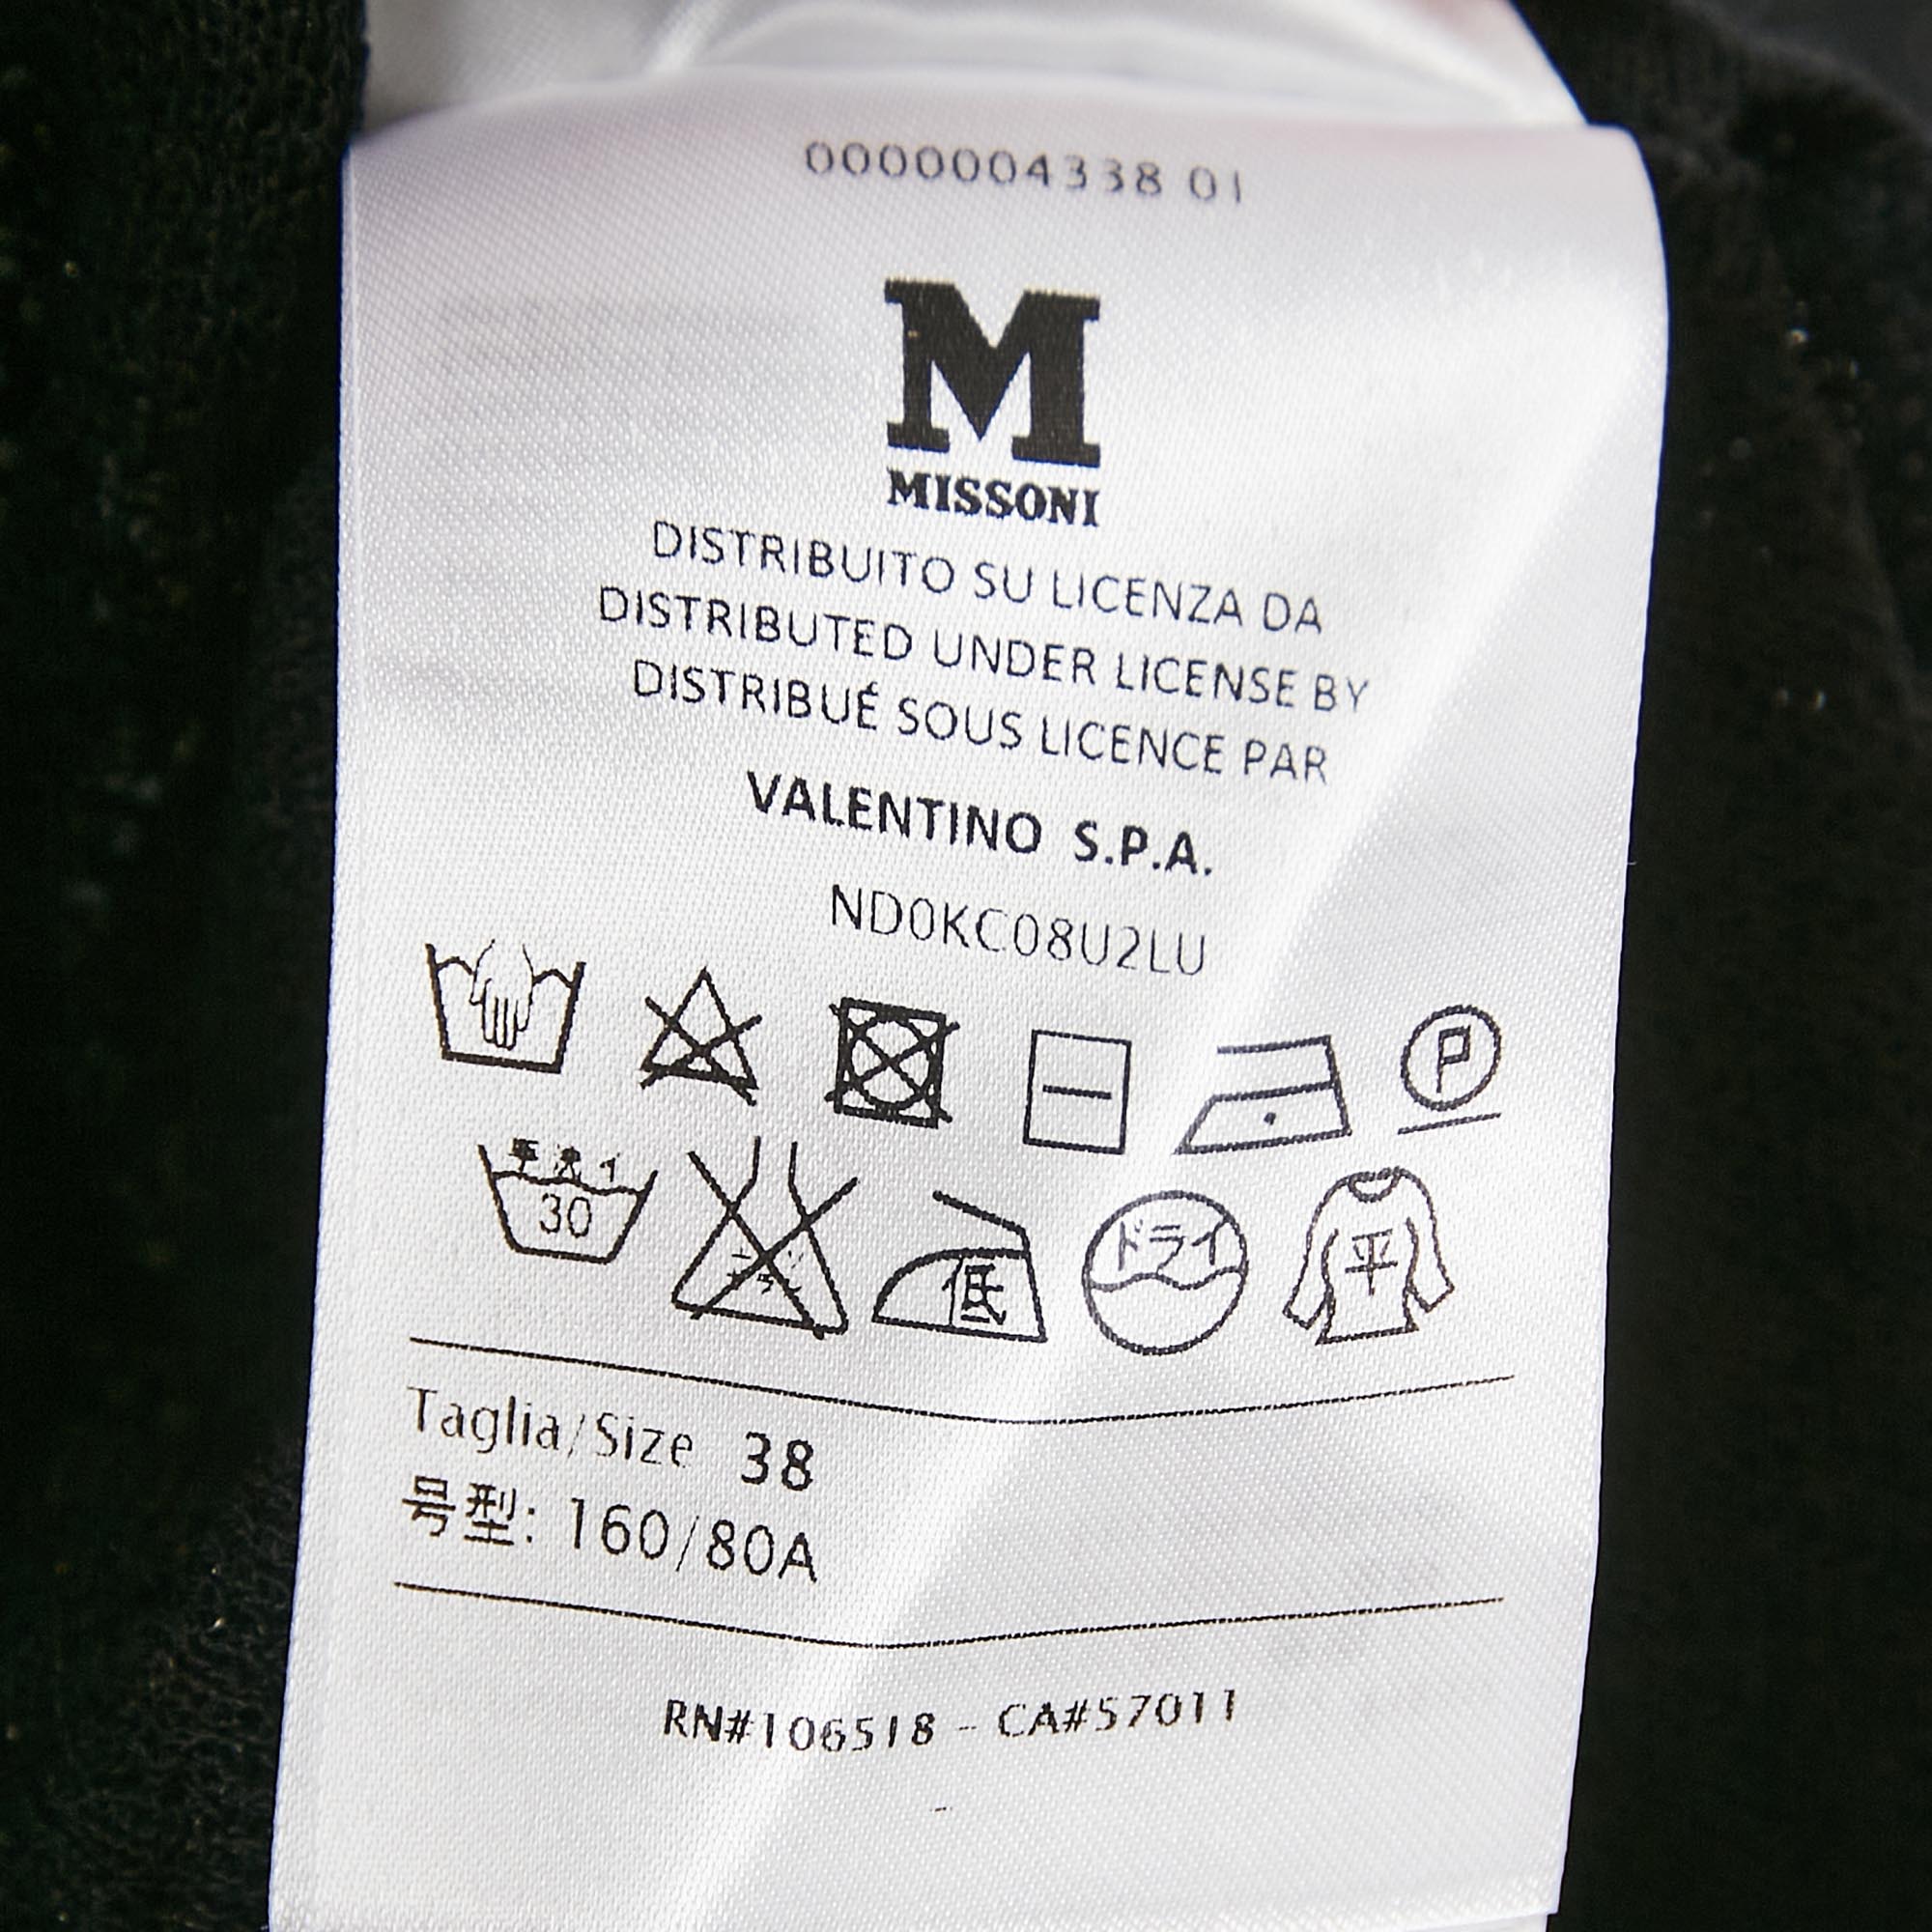 0000004338 01
M
MISSONI
DISTRIBUITO SU LICENZA DA
DISTRIBUTED UNDER LICENSE BY
DISTRIBUÉ SOUS LICENCE PAR
VALENTINO S.P.A.
ND0KC08U2LU
P
30
低
ドライ
平
Taglia/Size 38
号型: 160/80A
RN#106518 - CA#57011